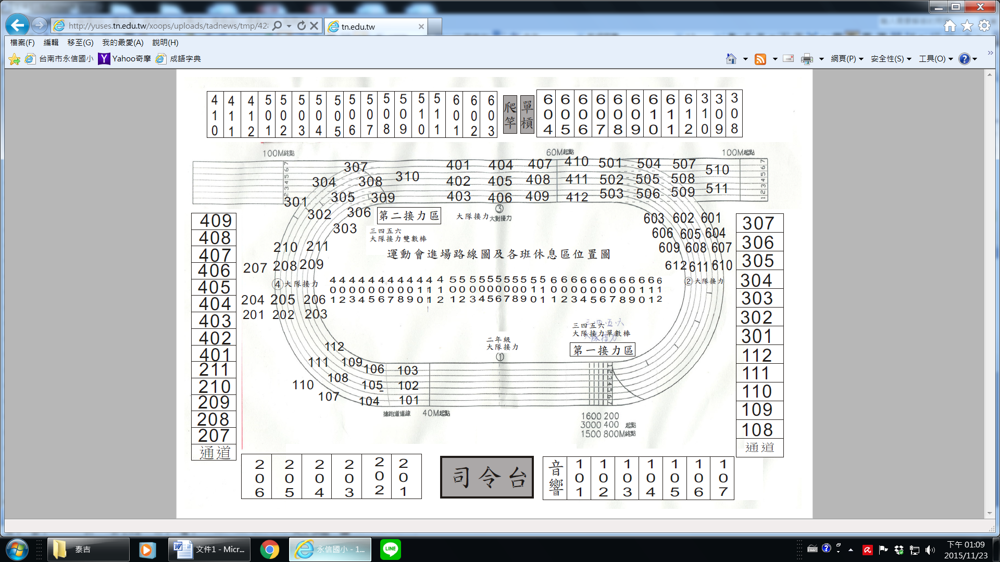 http://yuses.tn.edu.tw/xoops/uploads/tadnews/tmp/428
tn.edu.tw
檔案(F) 編輯 移至(G) 我的最愛(A) 說明(H)
台南市永信國小 Yahoo奇摩 成語字典
網頁(P) 安全性(S) 工具(O)
410 411 412 501 502 503 504 505 506 507 508 509 510 511 601 602 603 爬竿 單槓 604 605 606 607 608 609 610 611 612 310 309 308
100M終點 60M起點 100M起點
307 401 404 407 410 501 504 507 510
304 308 310 402 405 408 411 502 505 508 511
301 305 309 403 406 409 412 503 506 509
302 306 第二接力區 大隊接力 ③ 603 602 601
303 三四五六
大隊接力雙數棒
606 605 604
210 211 609 608 607
運動會進場路線圖及各班休息區位置圖
207 208 209 612 611 610
④大隊接力 ②大隊接力
401 402 403 404 405 406 407 408 409 410 411 412 501 502 503 504 505 506 507 508 509 510 511 601 602 603 604 605 606 607 608 609 610 611 612
204 205 206
201 202 203
三四五六
大隊接力單數棒
第一接力區
二年級
大隊接力
①
112
111 109 106 103
110 108 105 102
107 104 101
搶跑道道線 40M起點
1600 200
3000 400 起點
1500 800M終點
409
408
407
406
405
404
403
402
401
211
210
209
208
207
通道
307
306
305
304
303
302
301
112
111
110
109
108
通道
206 205 204 203 202 201 司令台 音響 101 102 103 104 105 106 107
泰吉 文件1 - Micr... 永信國小 - 1... LINE
下午 01:09
2015/11/23